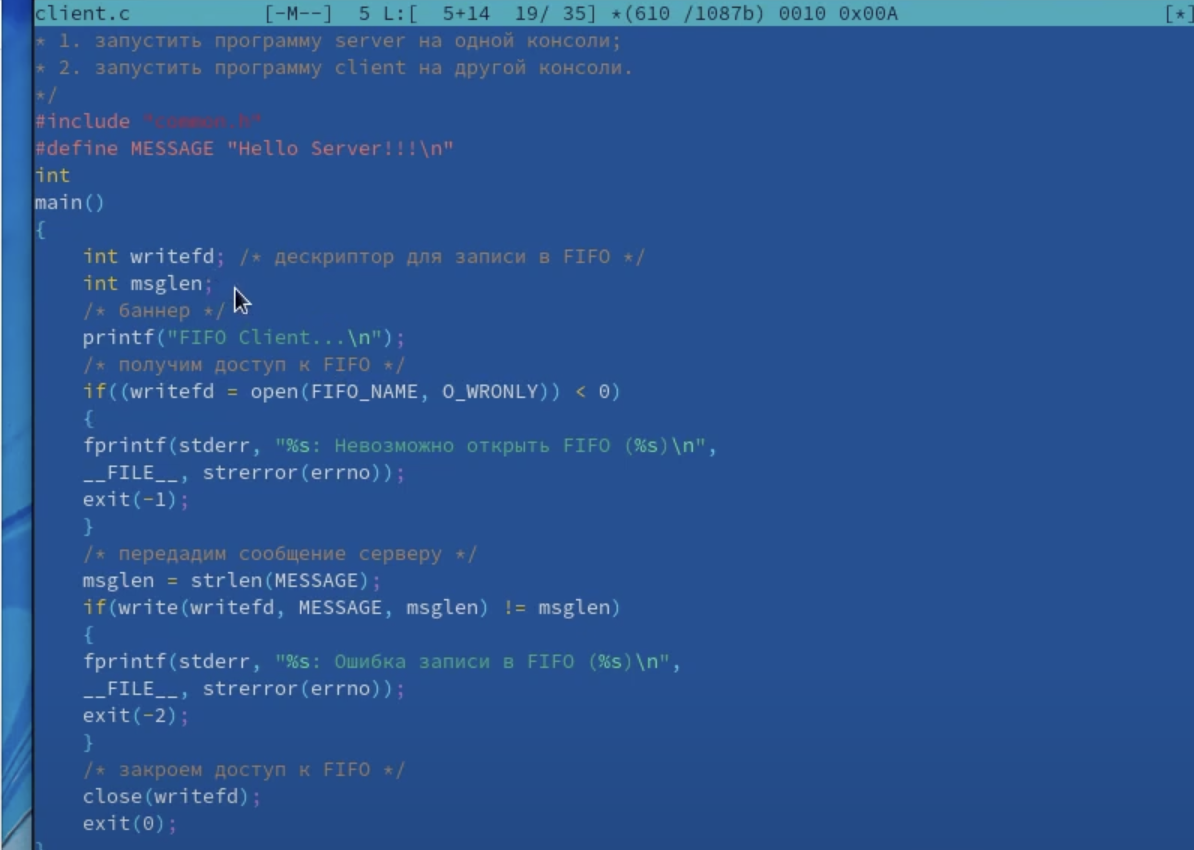 client.c [-M--] 5 L:[ 5+14 19/ 35] *(610 /1087b) 0010 0x00A [*]
* 1. запустить программу server на одной консоли;
* 2. запустить программу client на другой консоли.
*/
#include "common.h"
#define MESSAGE "Hello Server!!!\n"
int
main()
{
int writefd; /* дескриптор для записи в FIFO */
int msglen;
/* баннер */
printf("FIFO Client...\n");
/* получим доступ к FIFO */
if((writefd = open(FIFO_NAME, O_WRONLY)) < 0)
{
fprintf(stderr, "%s: Невозможно открыть FIFO (%s)\n",
__FILE__, strerror(errno));
exit(-1);
}
/* передадим сообщение серверу */
msglen = strlen(MESSAGE);
if(write(writefd, MESSAGE, msglen) != msglen)
{
fprintf(stderr, "%s: Ошибка записи в FIFO (%s)\n",
__FILE__, strerror(errno));
exit(-2);
}
/* закроем доступ к FIFO */
close(writefd);
exit(0);
}